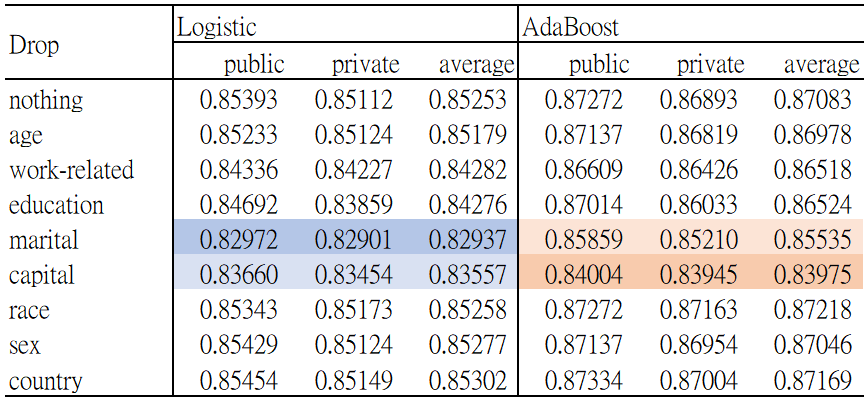 Drop Logistic AdaBoost
public private average public private average
nothing 0.85393 0.85112 0.85253 0.87272 0.86893 0.87083
age 0.85233 0.85124 0.85179 0.87137 0.86819 0.86978
work-related 0.84336 0.84227 0.84282 0.86609 0.86426 0.86518
education 0.84692 0.83859 0.84276 0.87014 0.86033 0.86524
marital 0.82972 0.82901 0.82937 0.85859 0.85210 0.85535
capital 0.83660 0.83454 0.83557 0.84004 0.83945 0.83975
race 0.85343 0.85173 0.85258 0.87272 0.87163 0.87218
sex 0.85429 0.85124 0.85277 0.87137 0.86954 0.87046
country 0.85454 0.85149 0.85302 0.87334 0.87004 0.87169